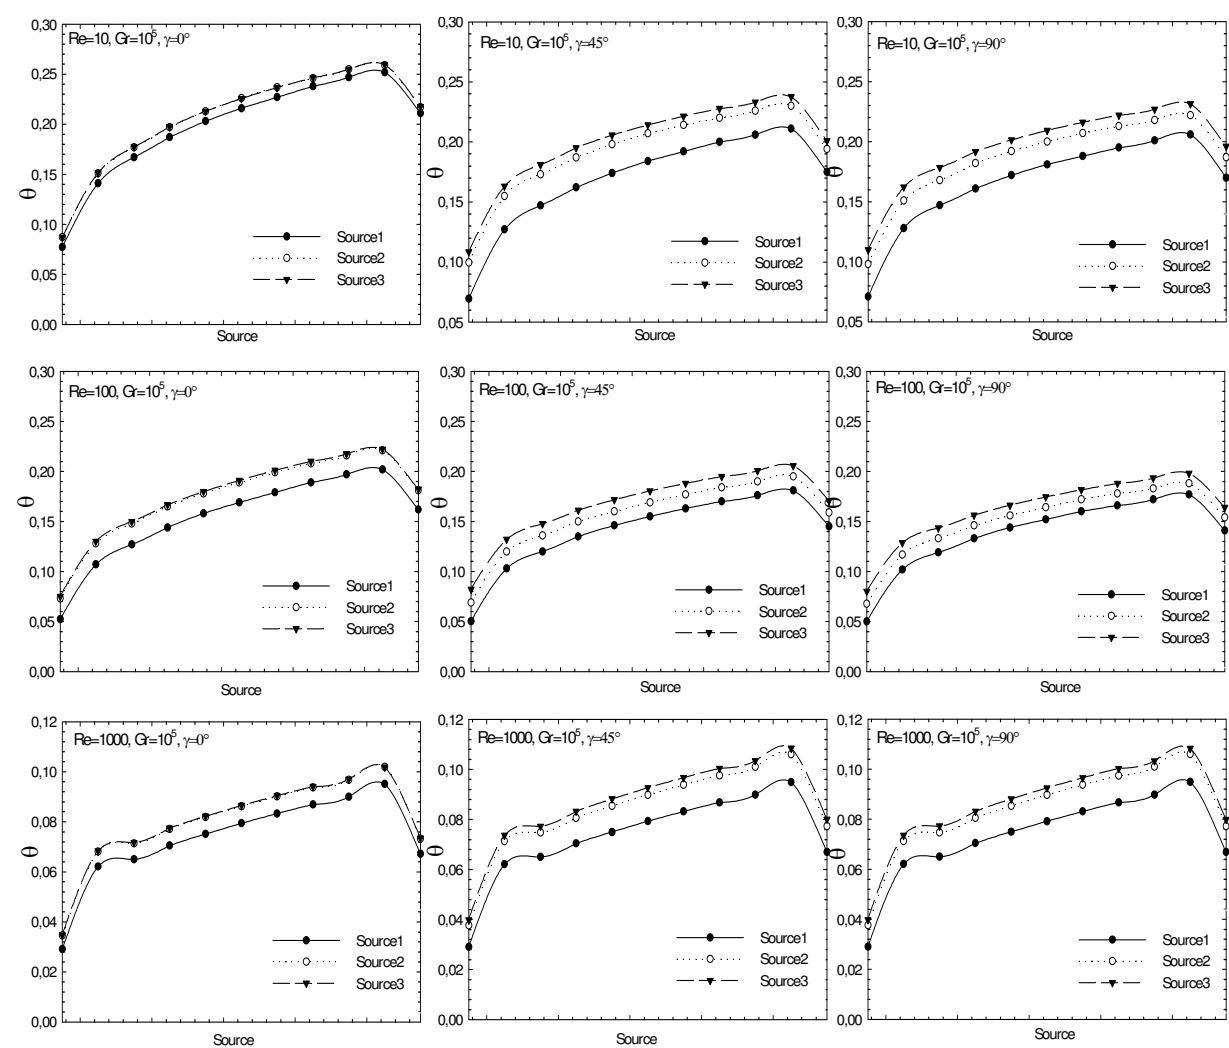 Re=10, Gr=10⁵, γ=0°
0,30
0,25
0,20
0,15
0,10
0,05
0,00
θ
Source1
Source2
Source3
Source
Re=10, Gr=10⁵, γ=45°
0,30
0,25
0,20
0,15
0,10
0,05
θ
Source1
Source2
Source3
Source
Re=10, Gr=10⁵, γ=90°
0,30
0,25
0,20
0,15
0,10
0,05
θ
Source1
Source2
Source3
Source
Re=100, Gr=10⁵, γ=0°
0,30
0,25
0,20
0,15
0,10
0,05
0,00
θ
Source1
Source2
Source3
Source
Re=100, Gr=10⁵, γ=45°
0,30
0,25
0,20
0,15
0,10
0,05
0,00
θ
Source1
Source2
Source3
Source
Re=100, Gr=10⁵, γ=90°
0,30
0,25
0,20
0,15
0,10
0,05
0,00
θ
Source1
Source2
Source3
Source
Re=1000, Gr=10⁵, γ=0°
0,12
0,10
0,08
0,06
0,04
0,02
0,00
θ
Source1
Source2
Source3
Source
Re=1000, Gr=10⁵, γ=45°
0,12
0,10
0,08
0,06
0,04
0,02
0,00
θ
Source1
Source2
Source3
Source
Re=1000, Gr=10⁵, γ=90°
0,12
0,10
0,08
0,06
0,04
0,02
0,00
θ
Source1
Source2
Source3
Source